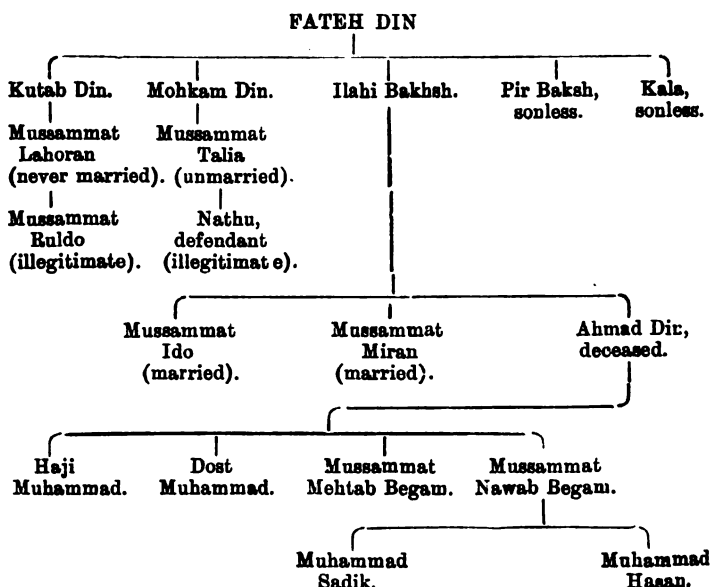 FATEH DIN
Kutab Din. Mohkam Din. Ilahi Bakhsh. Pir Baksh, Kala,
sonless. sonless.
Mussammat Mussammat
Lahoran Talia
(never married). (unmarried).
Mussammat Nathu,
Ruldo defendant
(illegitimate). (illegitimate).
Mussammat Mussammat Ahmad Din,
Ido Miran deceased.
(married). (married).
Haji Dost Mussammat Mussammat
Muhammad. Muhammad. Mehtab Begam. Nawab Begam.
Muhammad Muhammad
Sadik. Hasan.